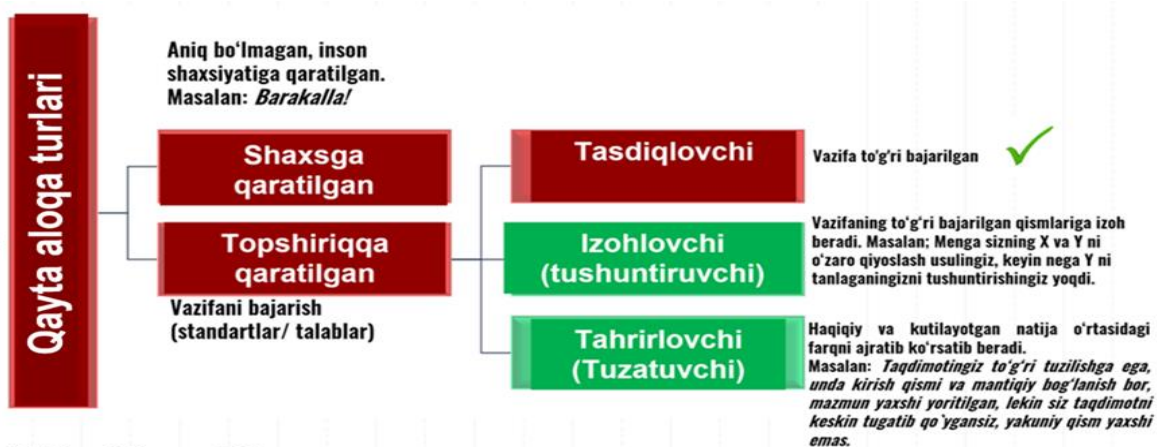 Qayta aloqa turlari
Aniq bo‘lmagan, inson
shaxsiyatiga qaratilgan.
Masalan: Barakalla!
Shaxsga
qaratilgan
Topshiriqqa
qaratilgan
Vazifani bajarish
(standartlar/ talablar)
Tasdiqlovchi
Vazifa to'g'ri bajarilgan
Izohlovchi
(tushuntiruvchi)
Vazifaning to‘g‘ri bajarilgan qismlariga izoh
beradi. Masalan; Menga sizning X va Y ni
o‘zaro qiyoslash usulingiz, keyin nega Y ni
tanlaganingizni tushuntirishingiz yoqdi.
Tahrirlovchi
(Tuzatuvchi)
Haqiqiy va kutilayotgan natija o‘rtasidagi
farqni ajratib ko‘rsatib beradi.
Masalan: Taqdimotingiz to‘g‘ri tuzilishga ega,
unda kirish qismi va mantiqiy bog‘lanish bor,
mazmun yaxshi yoritilgan, lekin siz taqdimotni
keskin tugatib qo`ygansiz, yakuniy qism yaxshi
emas.